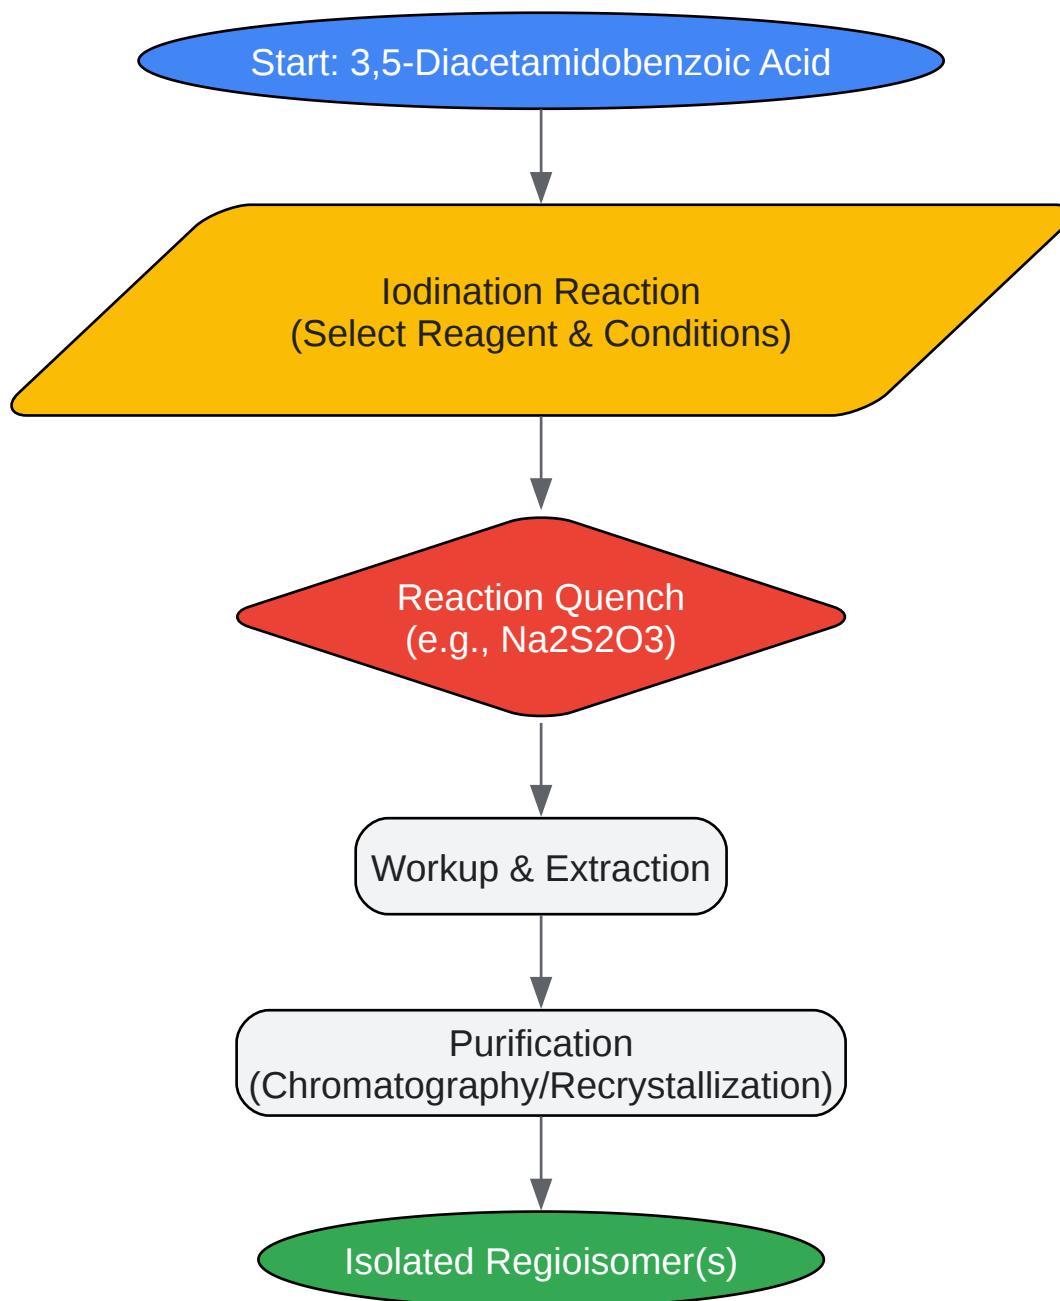 Start: 3,5-Diacetamidobenzoic Acid
Iodination Reaction
(Select Reagent & Conditions)
Reaction Quench
(e.g., Na2S2O3)
Workup & Extraction
Purification
(Chromatography/Recrystallization)
Isolated Regioisomer(s)